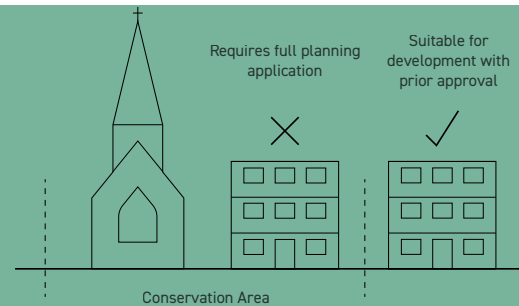 Requires full planning
application
Suitable for
development with
prior approval
Conservation Area